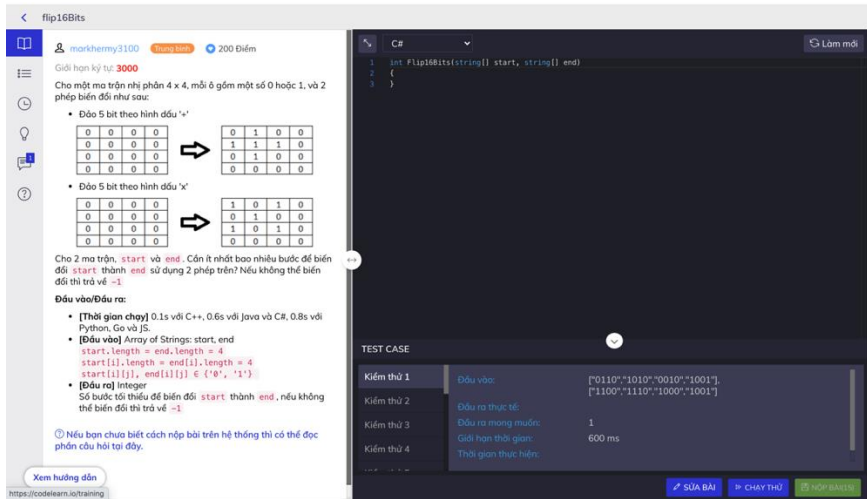 flip16Bits
markhermy3100 Trung bình 200 Điểm
Giới hạn ký tự: 3000
Cho một ma trận nhị phân 4 x 4, mỗi ô gồm một số 0 hoặc 1, và 2
phép biến đổi như sau:
• Đảo 5 bit theo hình dấu '+'
0 0 0 0 0 1 0 0
0 0 0 0 1 1 1 0
0 0 0 0 0 1 0 0
0 0 0 0 0 0 0 0
• Đảo 5 bit theo hình dấu 'x'
0 0 0 0 1 0 1 0
0 0 0 0 0 1 0 0
0 0 0 0 1 0 1 0
0 0 0 0 0 0 0 0
Cho 2 ma trận, start và end. Cần ít nhất bao nhiêu bước để biến
đổi start thành end sử dụng 2 phép trên? Nếu không thể biến
đổi thì trả về -1
Đầu vào/Đầu ra:
• [Thời gian chạy] 0.1s với C++, 0.6s với Java và C#, 0.8s với
Python, Go và JS.
• [Đầu vào] Array of Strings: start, end
start.length = end.length = 4
start[i].length = end[i].length = 4
start[i][j], end[i][j] ∈ {'0', '1'}
• [Đầu ra] Integer
Số bước tối thiểu để biến đổi start thành end, nếu không
thể biến đổi thì trả về -1
Nếu bạn chưa biết cách nộp bài trên hệ thống thì có thể đọc
phần câu hỏi tại đây.
Xem hướng dẫn
https://codelearn.io/training
1
C#
Làm mới
1 int Flip16Bits(string[] start, string[] end)
2 {
3 }
TEST CASE
Kiểm thử 1
Kiểm thử 2
Kiểm thử 3
Kiểm thử 4
Đầu vào: ["0110","1010","0010","1001"],
["1100","1110","1000","1001"]
Đầu ra thực tế:
Đầu ra mong muốn: 1
Giới hạn thời gian: 600 ms
Thời gian thực hiện:
SỬA BÀI
CHẠY THỬ